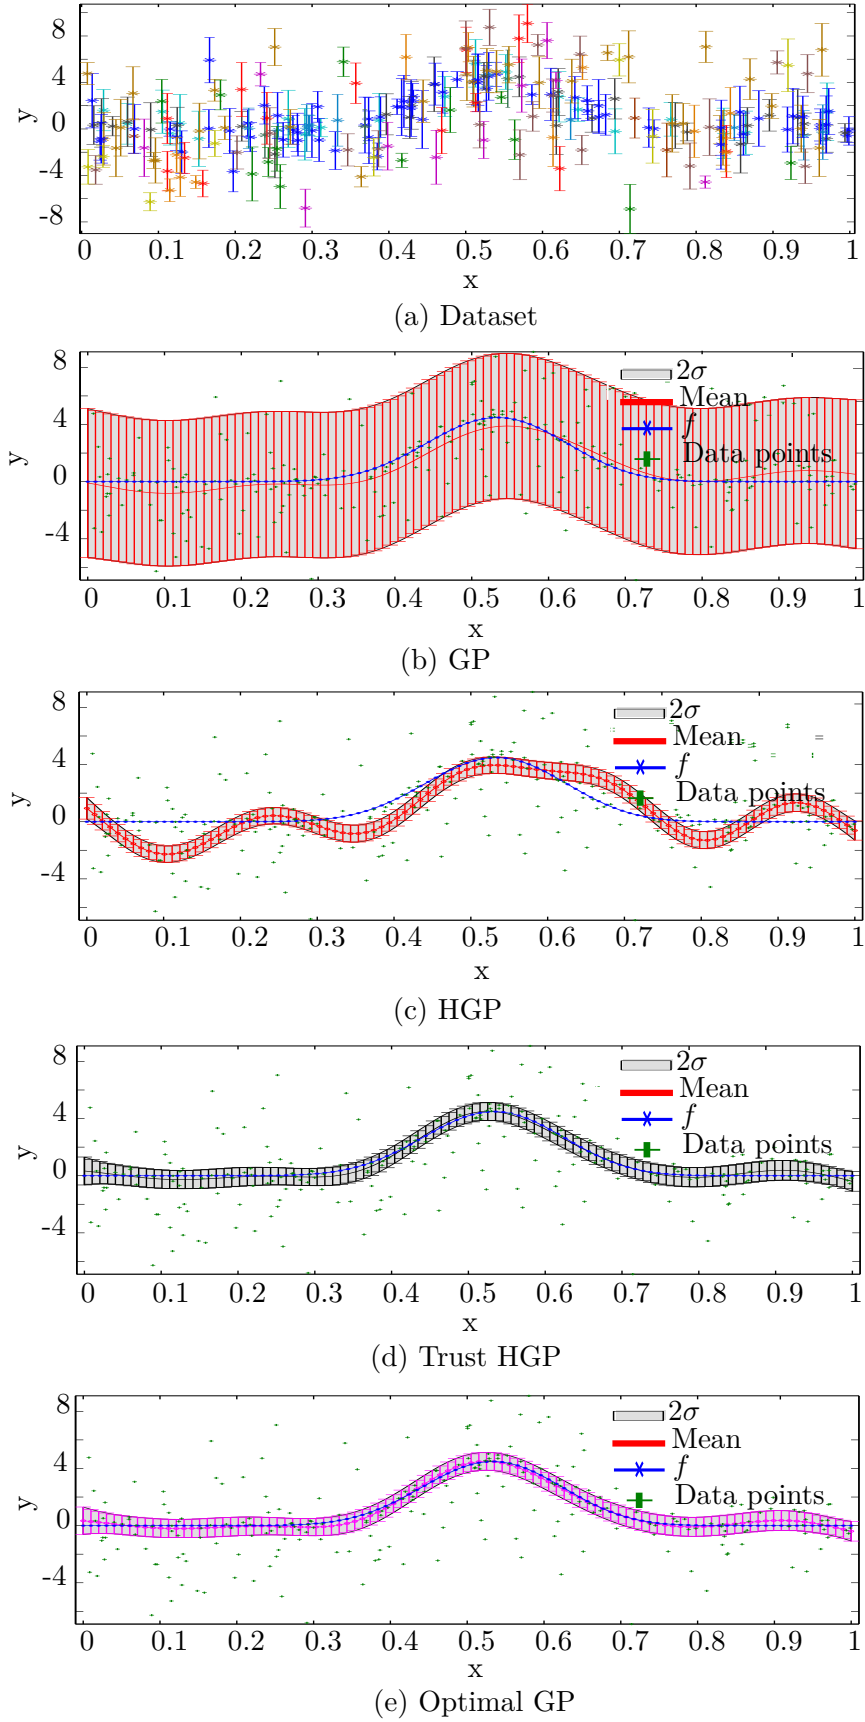 8
4
0
-4
-8
y
0 0.1 0.2 0.3 0.4 0.5 0.6 0.7 0.8 0.9 1
x
(a) Dataset
8
4
0
-4
y
2σ
Mean
f
Data points
0 0.1 0.2 0.3 0.4 0.5 0.6 0.7 0.8 0.9 1
x
(b) GP
8
4
0
-4
y
2σ
Mean
f
Data points
0 0.1 0.2 0.3 0.4 0.5 0.6 0.7 0.8 0.9 1
x
(c) HGP
8
4
0
-4
y
2σ
Mean
f
Data points
0 0.1 0.2 0.3 0.4 0.5 0.6 0.7 0.8 0.9 1
x
(d) Trust HGP
8
4
0
-4
y
2σ
Mean
f
Data points
0 0.1 0.2 0.3 0.4 0.5 0.6 0.7 0.8 0.9 1
x
(e) Optimal GP